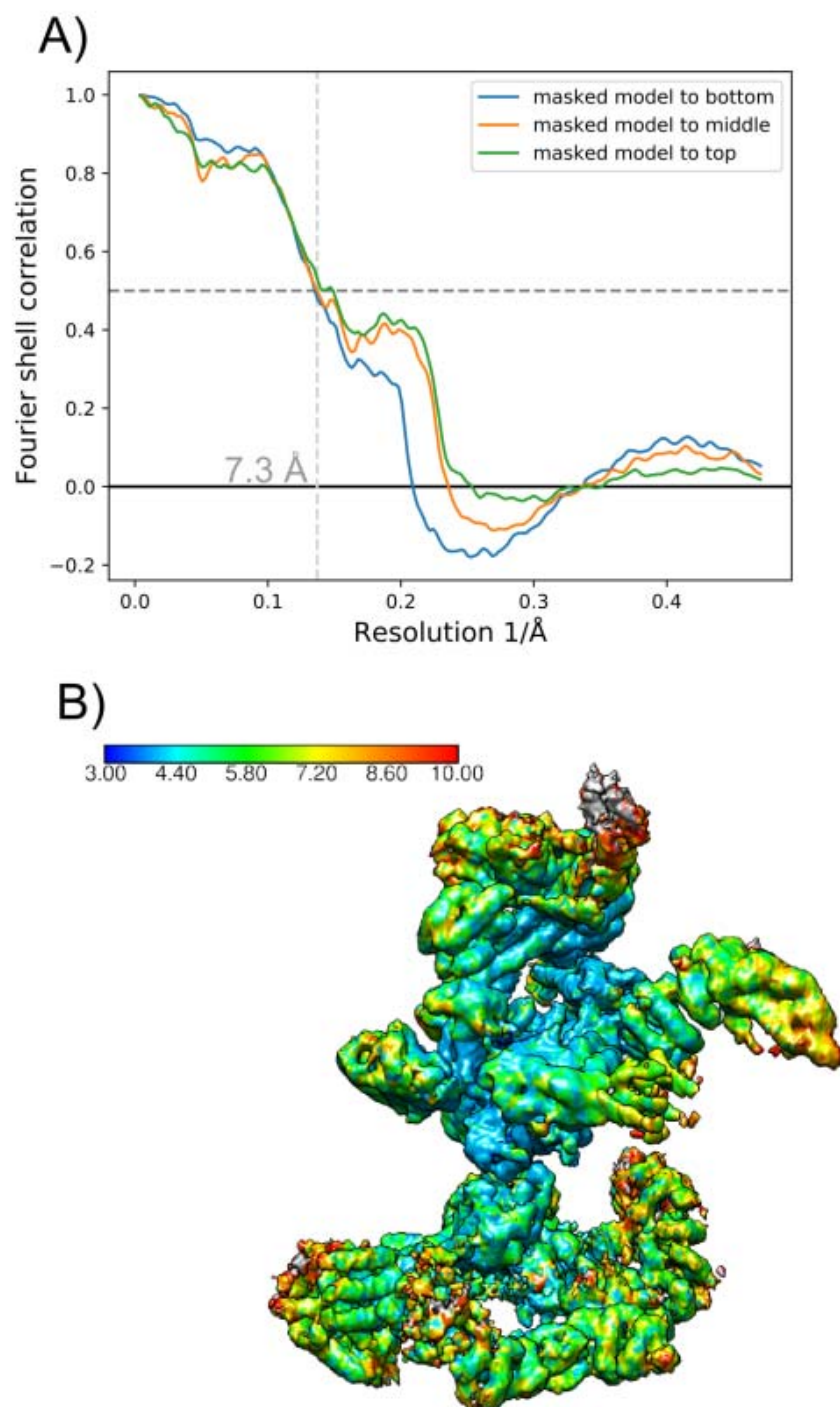 A)
1.0
0.8
0.6
0.4
0.2
0.0
−0.2
Fourier shell correlation
masked model to bottom
masked model to middle
masked model to top
7.3 Å
0.0 0.1 0.2 0.3 0.4
Resolution 1/Å
B)
3.00 4.40 5.80 7.20 8.60 10.00